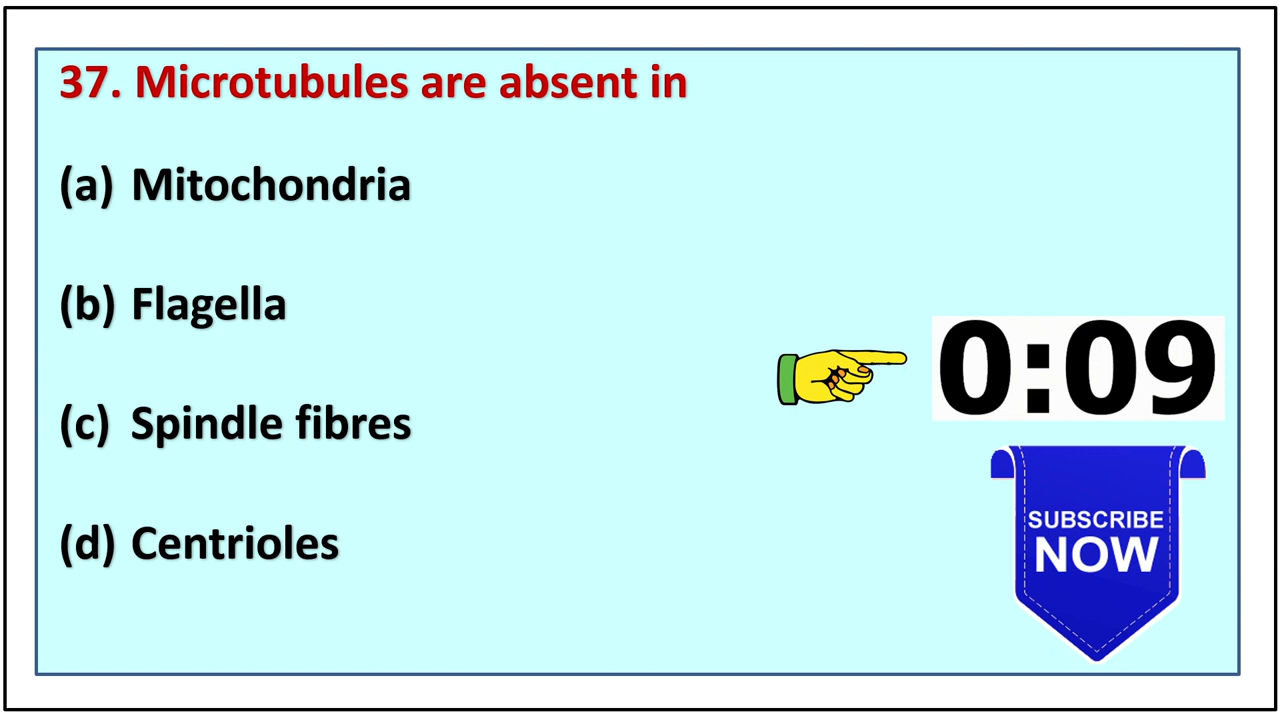 37. Microtubules are absent in
(a) Mitochondria
(b) Flagella
(c) Spindle fibres
(d) Centrioles
0:09
SUBSCRIBE
NOW